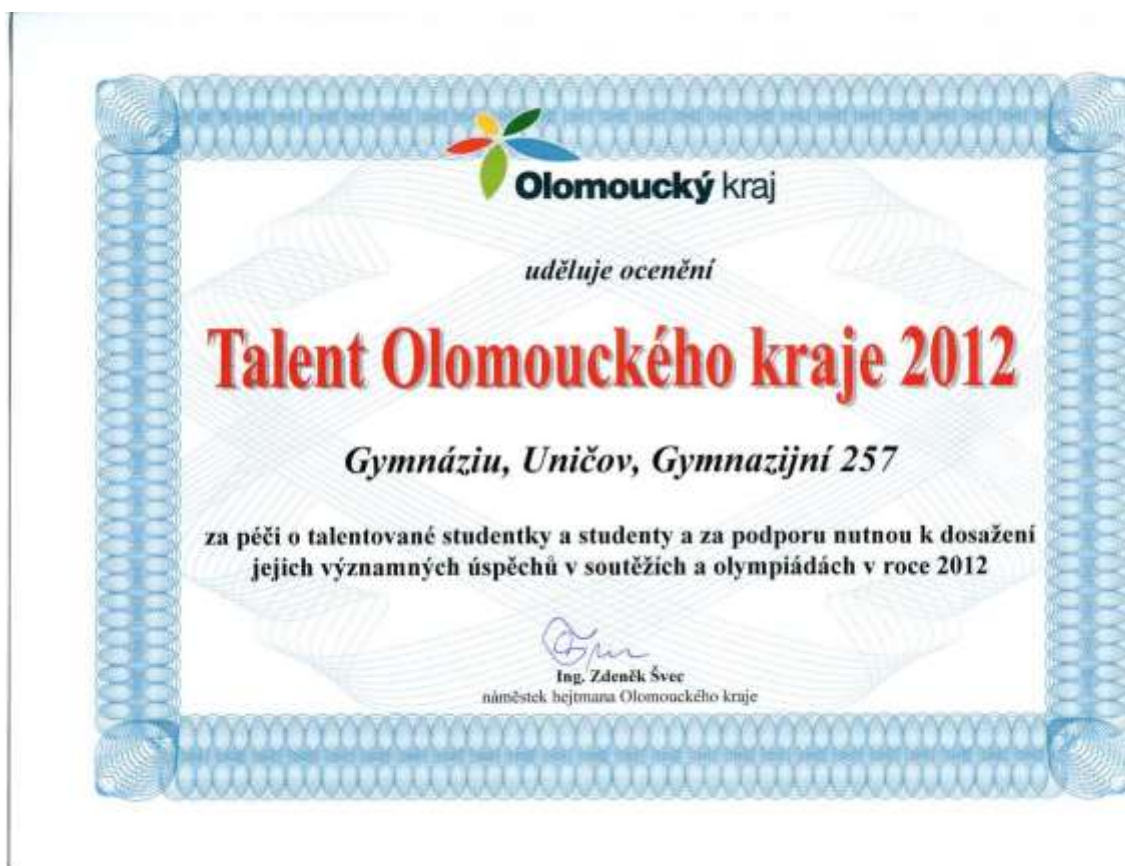 Olomoucký kraj
uděluje ocenění
Talent Olomouckého kraje 2012
Gymnáziu, Uničov, Gymnazijní 257
za péči o talentované studentky a studenty a za podporu nutnou k dosažení
jejich významných úspěchů v soutěžích a olympiádách v roce 2012
Ing. Zdeněk Švec
náměstek hejtmana Olomouckého kraje